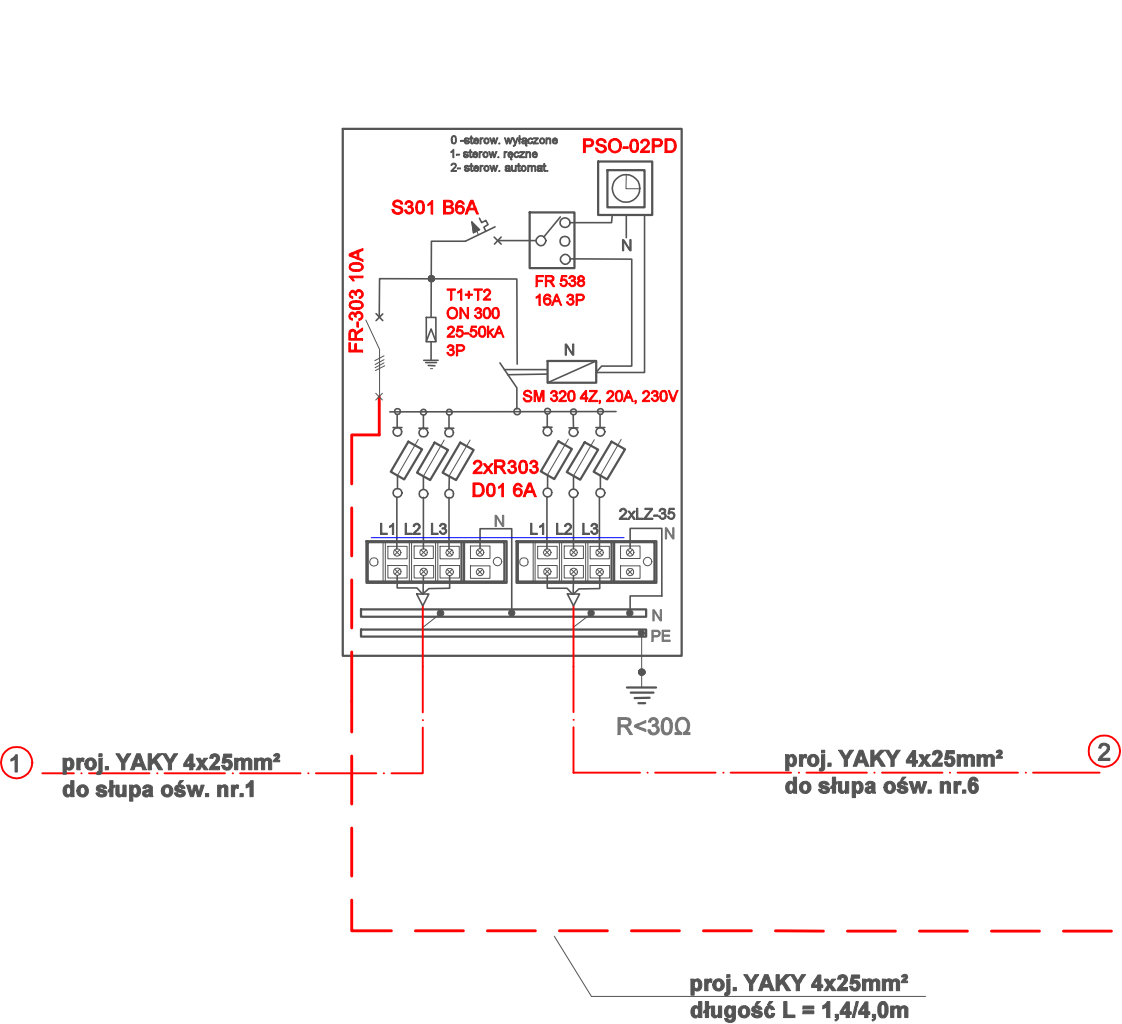 0 -sterow. wyłączone
1- sterow. ręczne
2- sterow. automat.
PSO-02PD
S301 B6A
N
FR-303 10A
FR 538
16A 3P
T1+T2
ON 300
25-50kA
3P
N
SM 320 4Z, 20A, 230V
2xR303
D01 6A
L1 L2 L3 N L1 L2 L3 2xLZ-35
N
N
PE
R<30Ω
1 proj. YAKY 4x25mm²
do słupa ośw. nr.1
proj. YAKY 4x25mm² 2
do słupa ośw. nr.6
proj. YAKY 4x25mm²
długość L = 1,4/4,0m